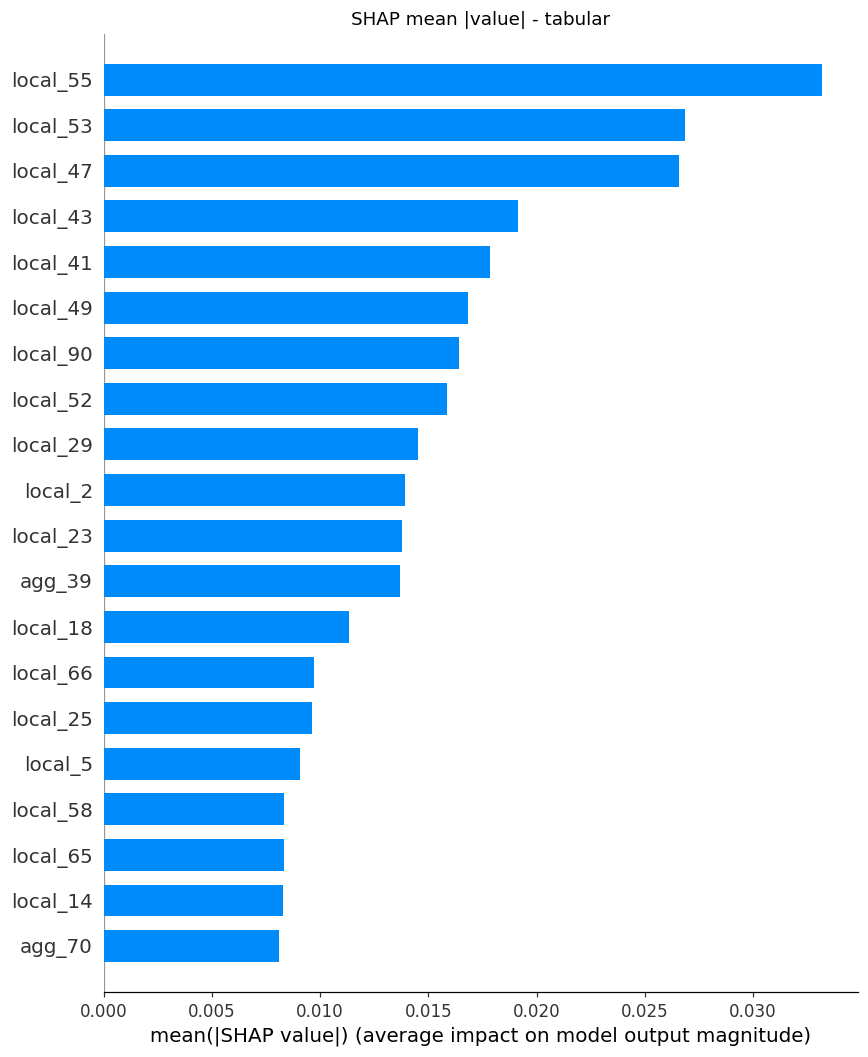 SHAP mean |value| - tabular
local_55
local_53
local_47
local_43
local_41
local_49
local_90
local_52
local_29
local_2
local_23
agg_39
local_18
local_66
local_25
local_5
local_58
local_65
local_14
agg_70
0.000 0.005 0.010 0.015 0.020 0.025 0.030
mean(|SHAP value|) (average impact on model output magnitude)